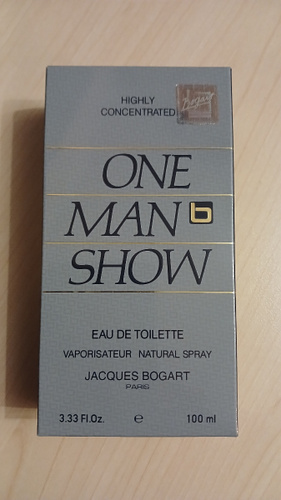 HIGHLY
CONCENTRATED
Bogart
ONE
MAN b
SHOW
EAU DE TOILETTE
VAPORISATEUR NATURAL SPRAY
JACQUES BOGART
PARIS
3.33 Fl.Oz. e 100 ml